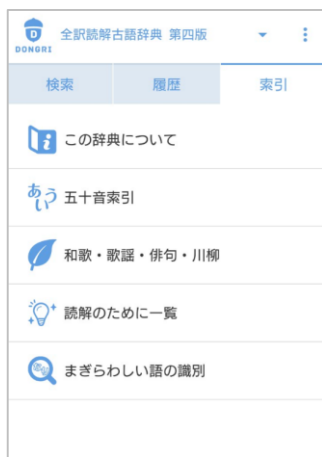 DONGRI
全訳読解古語辞典 第四版
検索
履歴
索引
この辞典について
あう
い
五十音索引
和歌・歌謡・俳句・川柳
読解のために一覧
まぎらわしい語の識別